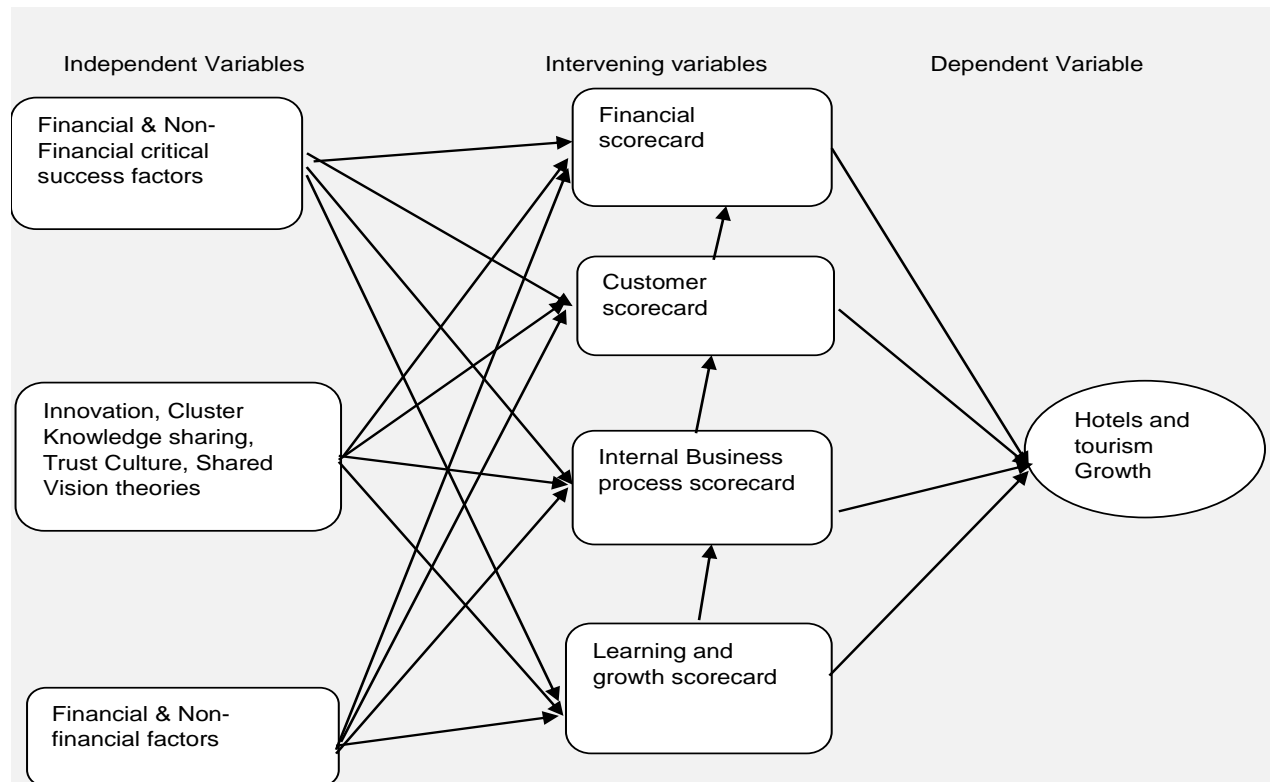 Independent Variables
Intervening variables
Dependent Variable
Financial & Non-
Financial critical
success factors
Innovation, Cluster
Knowledge sharing,
Trust Culture, Shared
Vision theories
Financial & Non-
financial factors
Financial
scorecard
Customer
scorecard
Internal Business
process scorecard
Learning and
growth scorecard
Hotels and
tourism
Growth